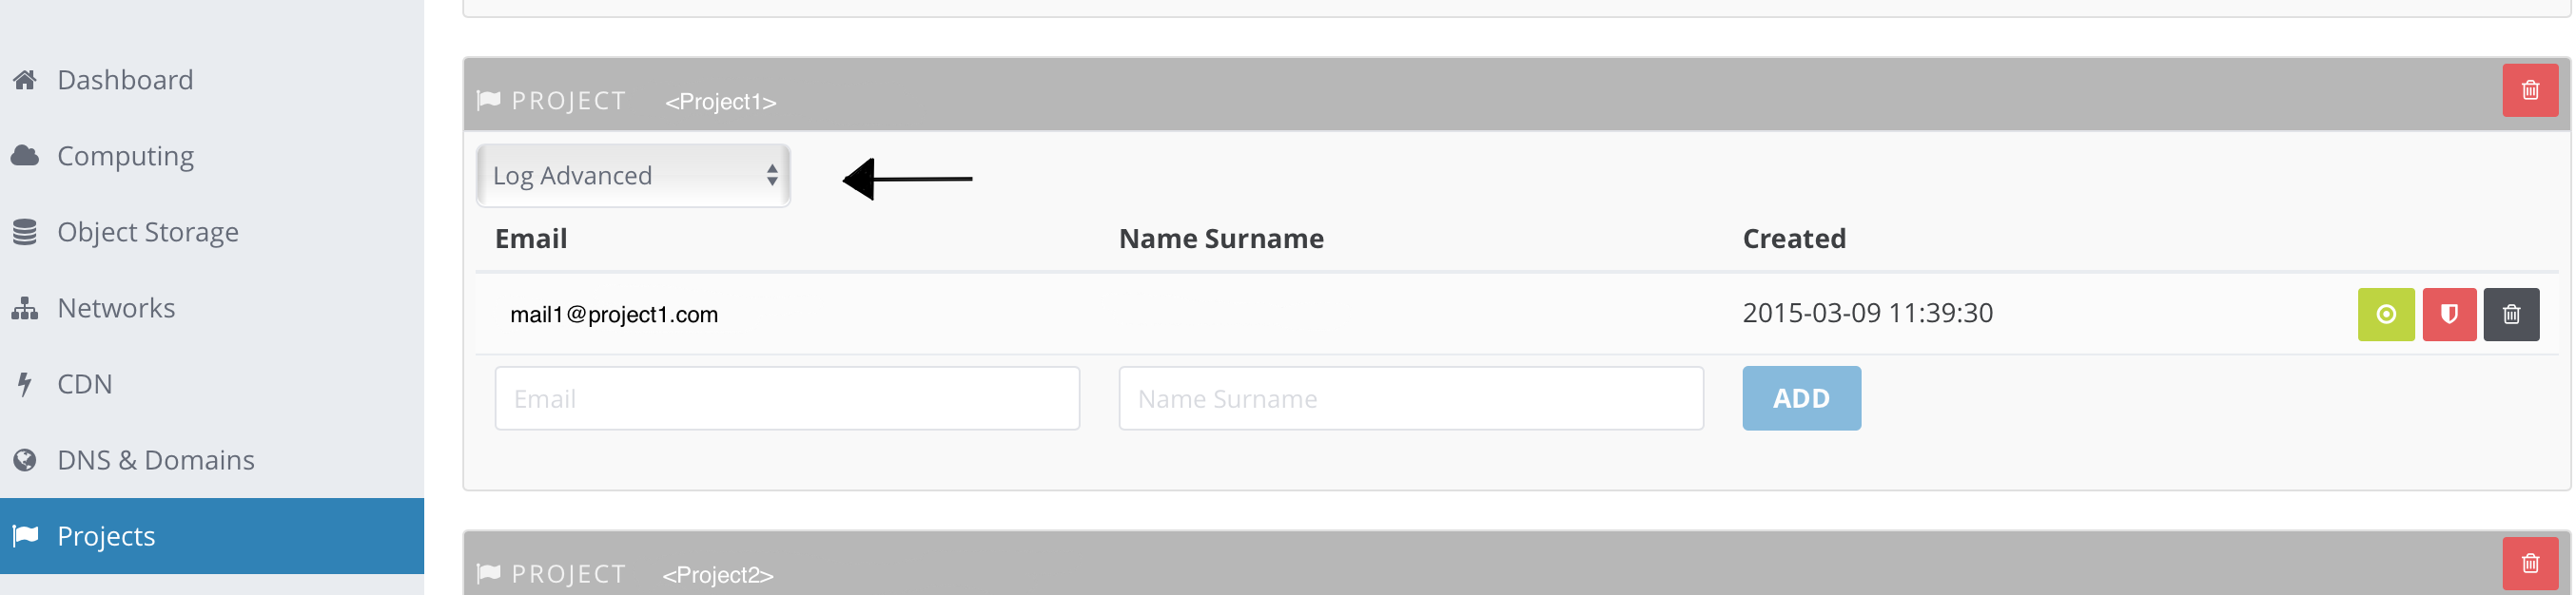 Dashboard
Computing
Object Storage
Networks
CDN
DNS & Domains
Projects
PROJECT <Project1>
Log Advanced
Email Name Surname Created
mail1@project1.com 2015-03-09 11:39:30
Email Name Surname ADD
PROJECT <Project2>